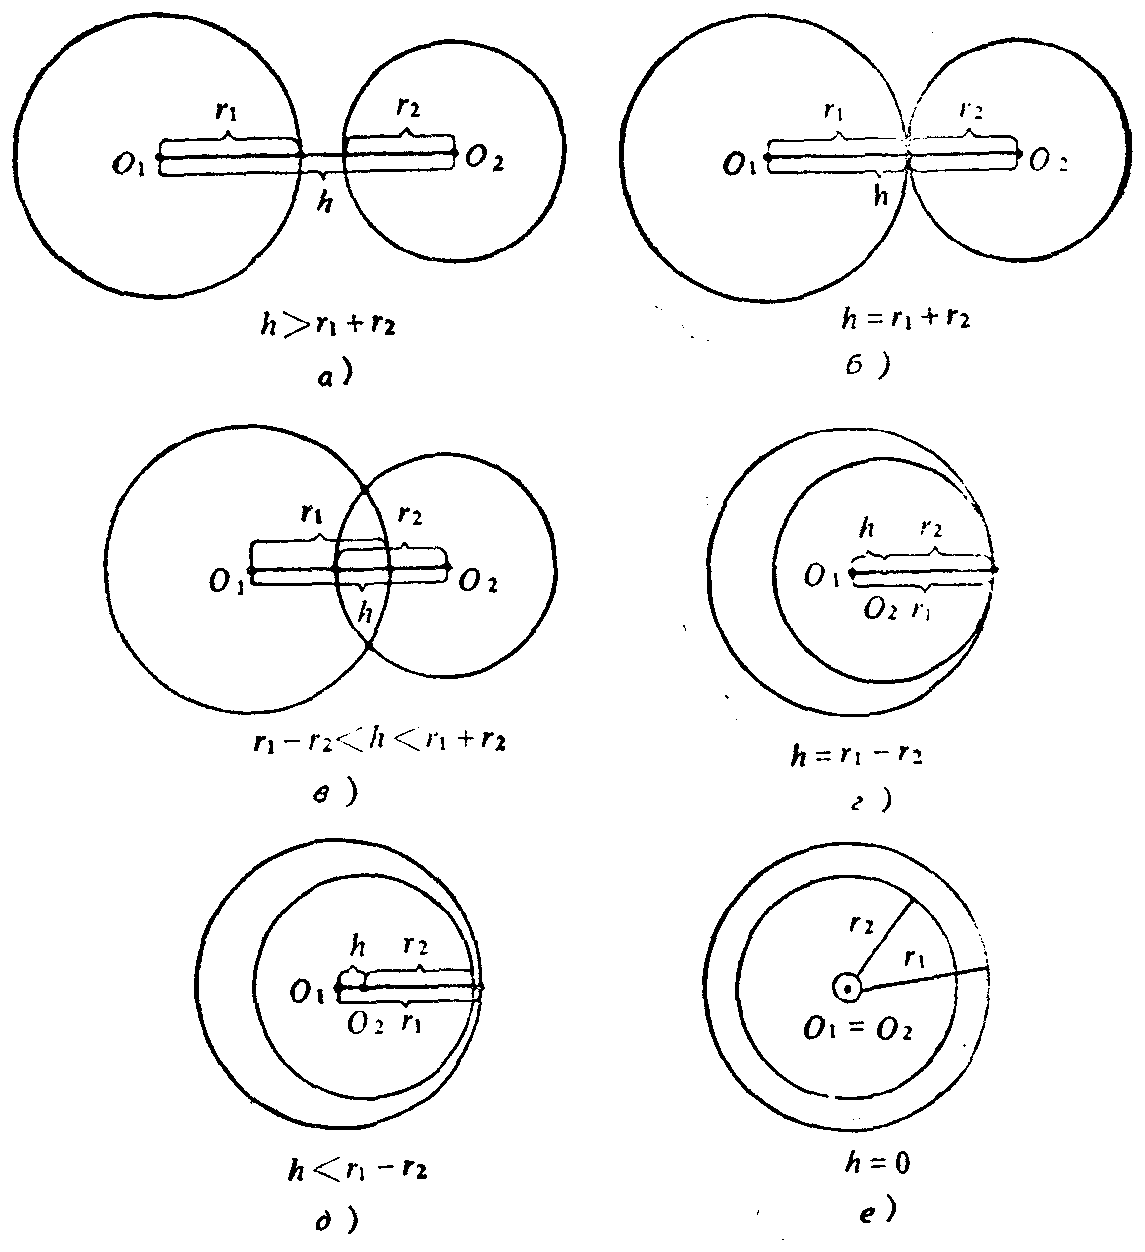 r₁ r₂
O₁ O₂
h
h > r₁ + r₂
а)
r₁ r₂
O₁ O₂
h
h = r₁ + r₂
б)
r₁ r₂
O₁ O₂
h
r₁ − r₂ < h < r₁ + r₂
в)
h r₂
O₁
O₂ r₁
h = r₁ − r₂
г)
h r₂
O₁
O₂ r₁
h < r₁ − r₂
д)
r₂
r₁
O₁ = O₂
h = 0
е)